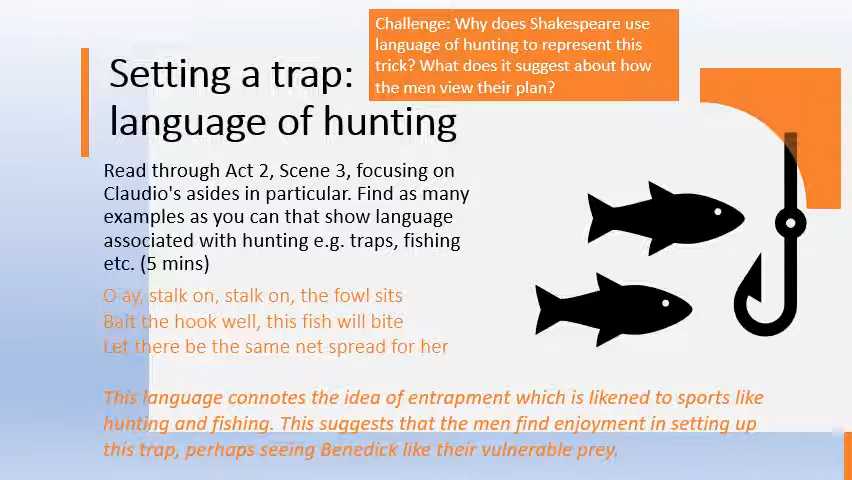 Challenge: Why does Shakespeare use
language of hunting to represent this
trick? What does it suggest about how
the men view their plan?
Setting a trap:
language of hunting
Read through Act 2, Scene 3, focusing on
Claudio's asides in particular. Find as many
examples as you can that show language
associated with hunting e.g. traps, fishing
etc. (5 mins)
O ay, stalk on, stalk on, the fowl sits
Bait the hook well, this fish will bite
Let there be the same net spread for her
This language connotes the idea of entrapment which is likened to sports like
hunting and fishing. This suggests that the men find enjoyment in setting up
this trap, perhaps seeing Benedick like their vulnerable prey.